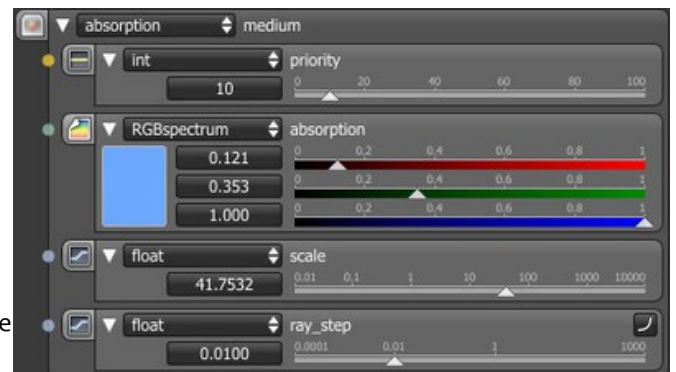 absorption medium
int priority
10 0 20 40 60 80 100
RGBspectrum absorption
0.121 0 0.2 0.4 0.6 0.8 1
0.353 0 0.2 0.4 0.6 0.8 1
1.000 0 0.2 0.4 0.6 0.8 1
float scale
41.7532 0.01 0.1 1 10 100 1000 10000
e
float ray_step
0.0100 0.0001 0.01 1 1000